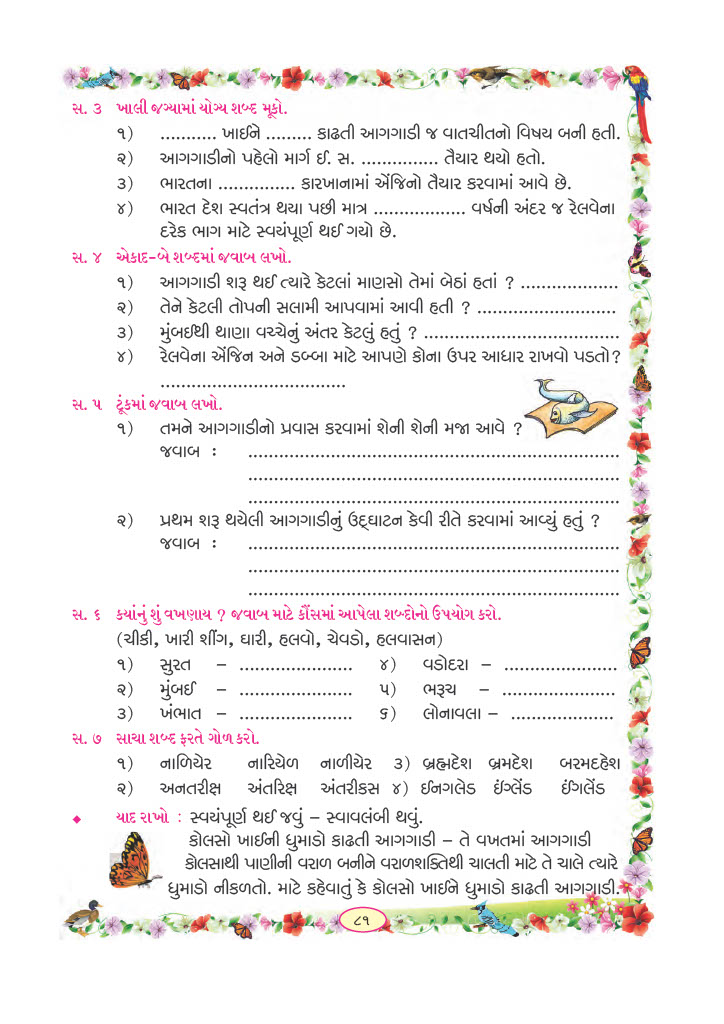 સ. ૩ ખાલી જગ્યામાં યોગ્ય શબ્દ મૂકો.
૧) ........... ખાઈને ......... કાઢતી આગગાડી જ વાતચીતનો વિષય બની હતી.
૨) આગગાડીનો પહેલો માર્ગ ઈ. સ. ............... તૈયાર થયો હતો.
૩) ભારતના ............... કારખાનામાં એંજિનો તૈયાર કરવામાં આવે છે.
૪) ભારત દેશ સ્વતંત્ર થયા પછી માત્ર .................. વર્ષની અંદર જ રેલવેના
દરેક ભાગ માટે સ્વયંપૂર્ણ થઈ ગયો છે.
સ. ૪ એકાદ-બે શબ્દમાં જવાબ લખો.
૧) આગગાડી શરૂ થઈ ત્યારે કેટલાં માણસો તેમાં બેઠાં હતાં ? ...................
૨) તેને કેટલી તોપની સલામી આપવામાં આવી હતી ? ...........................
૩) મુંબઈથી થાણા વચ્ચેનું અંતર કેટલું હતું ? ......................................
૪) રેલવેના એંજિન અને ડબ્બા માટે આપણે કોના ઉપર આધાર રાખવો પડતો?
....................................
સ. ૫ ટૂંકમાં જવાબ લખો.
૧) તમને આગગાડીનો પ્રવાસ કરવામાં શેની શેની મજા આવે ?
જવાબ : ........................................................................
........................................................................
........................................................................
૨) પ્રથમ શરૂ થયેલી આગગાડીનું ઉદ્‌ઘાટન કેવી રીતે કરવામાં આવ્યું હતું ?
જવાબ : ........................................................................
........................................................................
........................................................................
સ. ૬ કયાંનું શું વખણાય ? જવાબ માટે કૌંસમાં આપેલા શબ્દોનો ઉપયોગ કરો.
(ચીકી, ખારી શીંગ, ઘારી, હલવો, ચેવડો, હલવાસન)
૧) સુરત – ...................... ૪) વડોદરા – ......................
૨) મુંબઈ – ...................... ૫) ભરૂચ – ......................
૩) ખંભાત – ...................... ૬) લોનાવલા – ....................
સ. ૭ સાચા શબ્દ ફરતે ગોળ કરો.
૧) નાળિયેર નારિયેળ નાળીયેર ૩) બ્રહ્મદેશ બ્રમદેશ બરમદહેશ
૨) અનતરીક્ષ અંતરિક્ષ અંતરીકસ ૪) ઈનગલેડ ઇંગ્લેંડ ઈંગલેંડ
◆ યાદ રાખો : સ્વયંપૂર્ણ થઈ જવું – સ્વાવલંબી થવું.
કોલસો ખાઈની ધુમાડો કાઢતી આગગાડી – તે વખતમાં આગગાડી
કોલસાથી પાણીની વરાળ બનીને વરાળશક્તિથી ચાલતી માટે તે ચાલે ત્યારે
ધુમાડો નીકળતો. માટે કહેવાતું કે કોલસો ખાઈને ધુમાડો કાઢતી આગગાડી.
૮૧